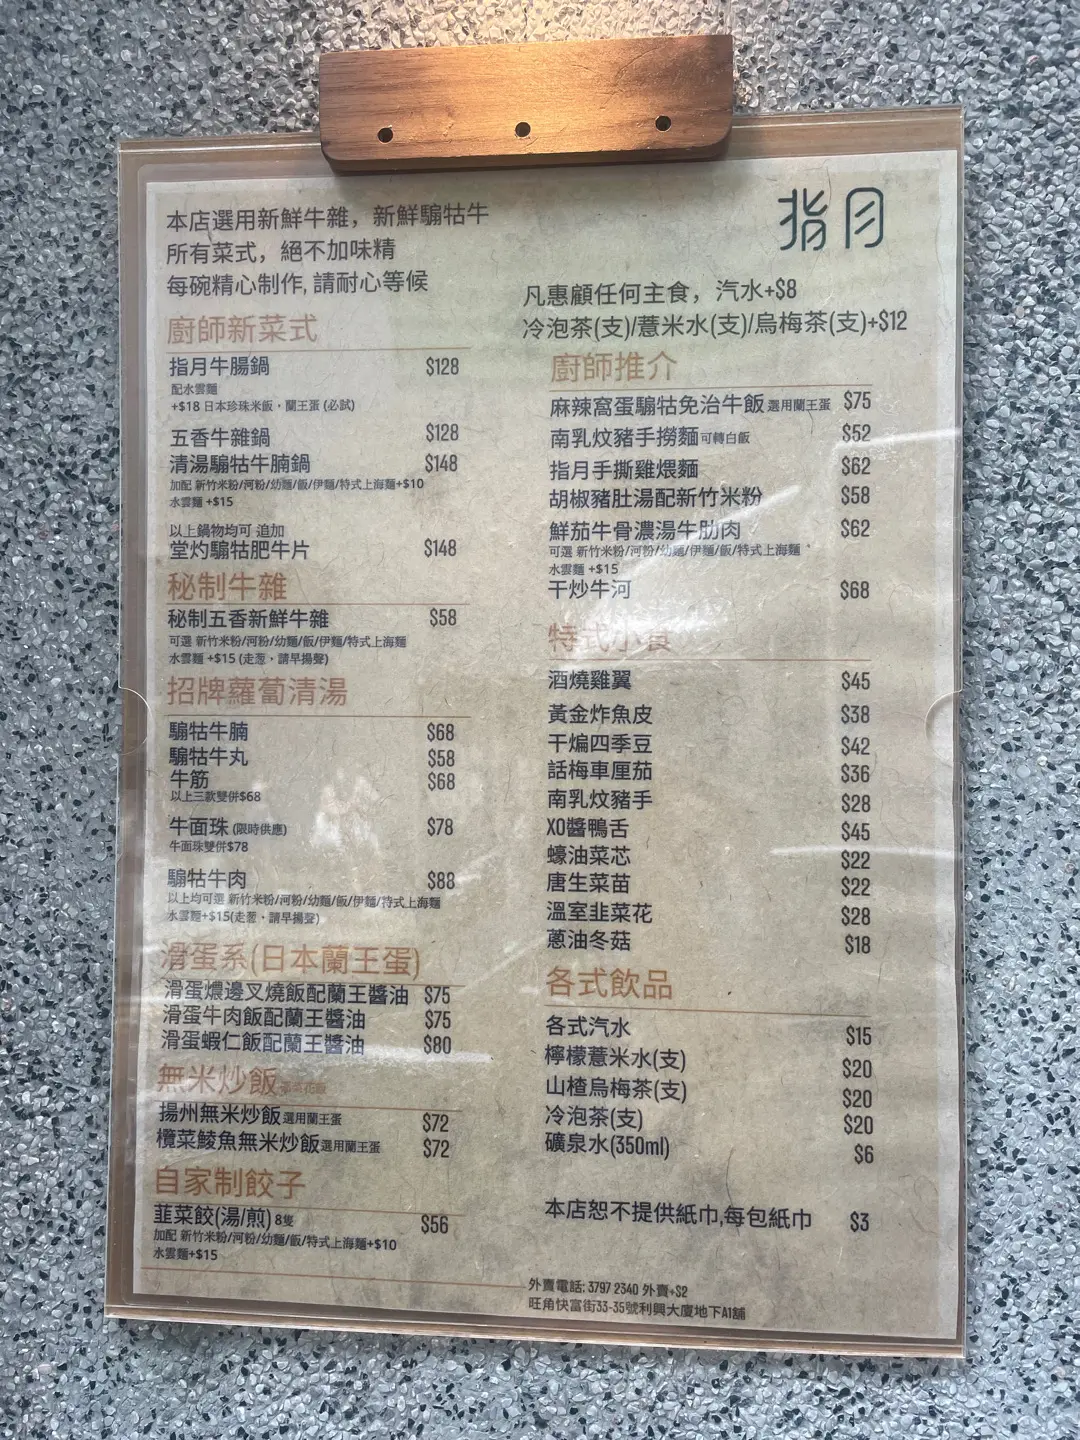 指月
本店選用新鮮牛雜，新鮮騸牯牛
所有菜式，絕不加味精
每碗精心制作, 請耐心等候
凡惠顧任何主食，汽水+$8
冷泡茶(支)/薏米水(支)/烏梅茶(支)+$12
廚師新菜式
指月牛腸鍋 $128
配水雲麵
+$18 日本珍珠米飯・蘭王蛋 (必試)
五香牛雜鍋 $128
清湯騸牯牛腩鍋 $148
加配 新竹米粉/河粉/幼麵/飯/伊麵/特式上海麵+$10
水雲麵 +$15
以上鍋物均可 追加
堂灼騸牯肥牛片 $148
秘制牛雜
秘制五香新鮮牛雜 $58
可選 新竹米粉/河粉/幼麵/飯/伊麵/特式上海麵
水雲麵 +$15 (走葱・請早揚聲)
招牌蘿蔔清湯
騸牯牛腩 $68
騸牯牛丸 $58
牛筋 $68
以上三款雙併$68
牛面珠 (限時供應) $78
牛面珠雙併$78
騸牯牛肉 $88
以上均可選 新竹米粉/河粉/幼麵/飯/伊麵/特式上海麵
水雲麵+$15(走葱・請早揚聲)
滑蛋系(日本蘭王蛋)
滑蛋燶邊叉燒飯配蘭王醬油 $75
滑蛋牛肉飯配蘭王醬油 $75
滑蛋蝦仁飯配蘭王醬油 $80
無米炒飯
揚州無米炒飯 選用蘭王蛋 $72
欖菜鯪魚無米炒飯 選用蘭王蛋 $72
自家制餃子
韮菜餃(湯/煎) 8隻 $56
加配 新竹米粉/河粉/幼麵/飯/特式上海麵+$10
水雲麵+$15
廚師推介
麻辣窩蛋騸牯免治牛飯 選用蘭王蛋 $75
南乳炆豬手撈麵 可轉白飯 $52
指月手撕雞煨麵 $62
胡椒豬肚湯配新竹米粉 $58
鮮茄牛骨濃湯牛肋肉 $62
可選 新竹米粉/河粉/幼麵/伊麵/飯/特式上海麵
水雲麵 +$15
干炒牛河 $68
特式小食
酒燒雞翼 $45
黃金炸魚皮 $38
干煸四季豆 $42
話梅車厘茄 $36
南乳炆豬手 $28
XO醬鴨舌 $45
蠔油菜芯 $22
唐生菜苗 $22
溫室韭菜花 $28
蔥油冬菇 $18
各式飲品
各式汽水 $15
檸檬薏米水(支) $20
山楂烏梅茶(支) $20
冷泡茶(支) $20
礦泉水(350ml) $6
本店恕不提供紙巾,每包紙巾 $3
外賣電話: 3797 2340 外賣+$2
旺角快富街33-35號利興大廈地下A1舖